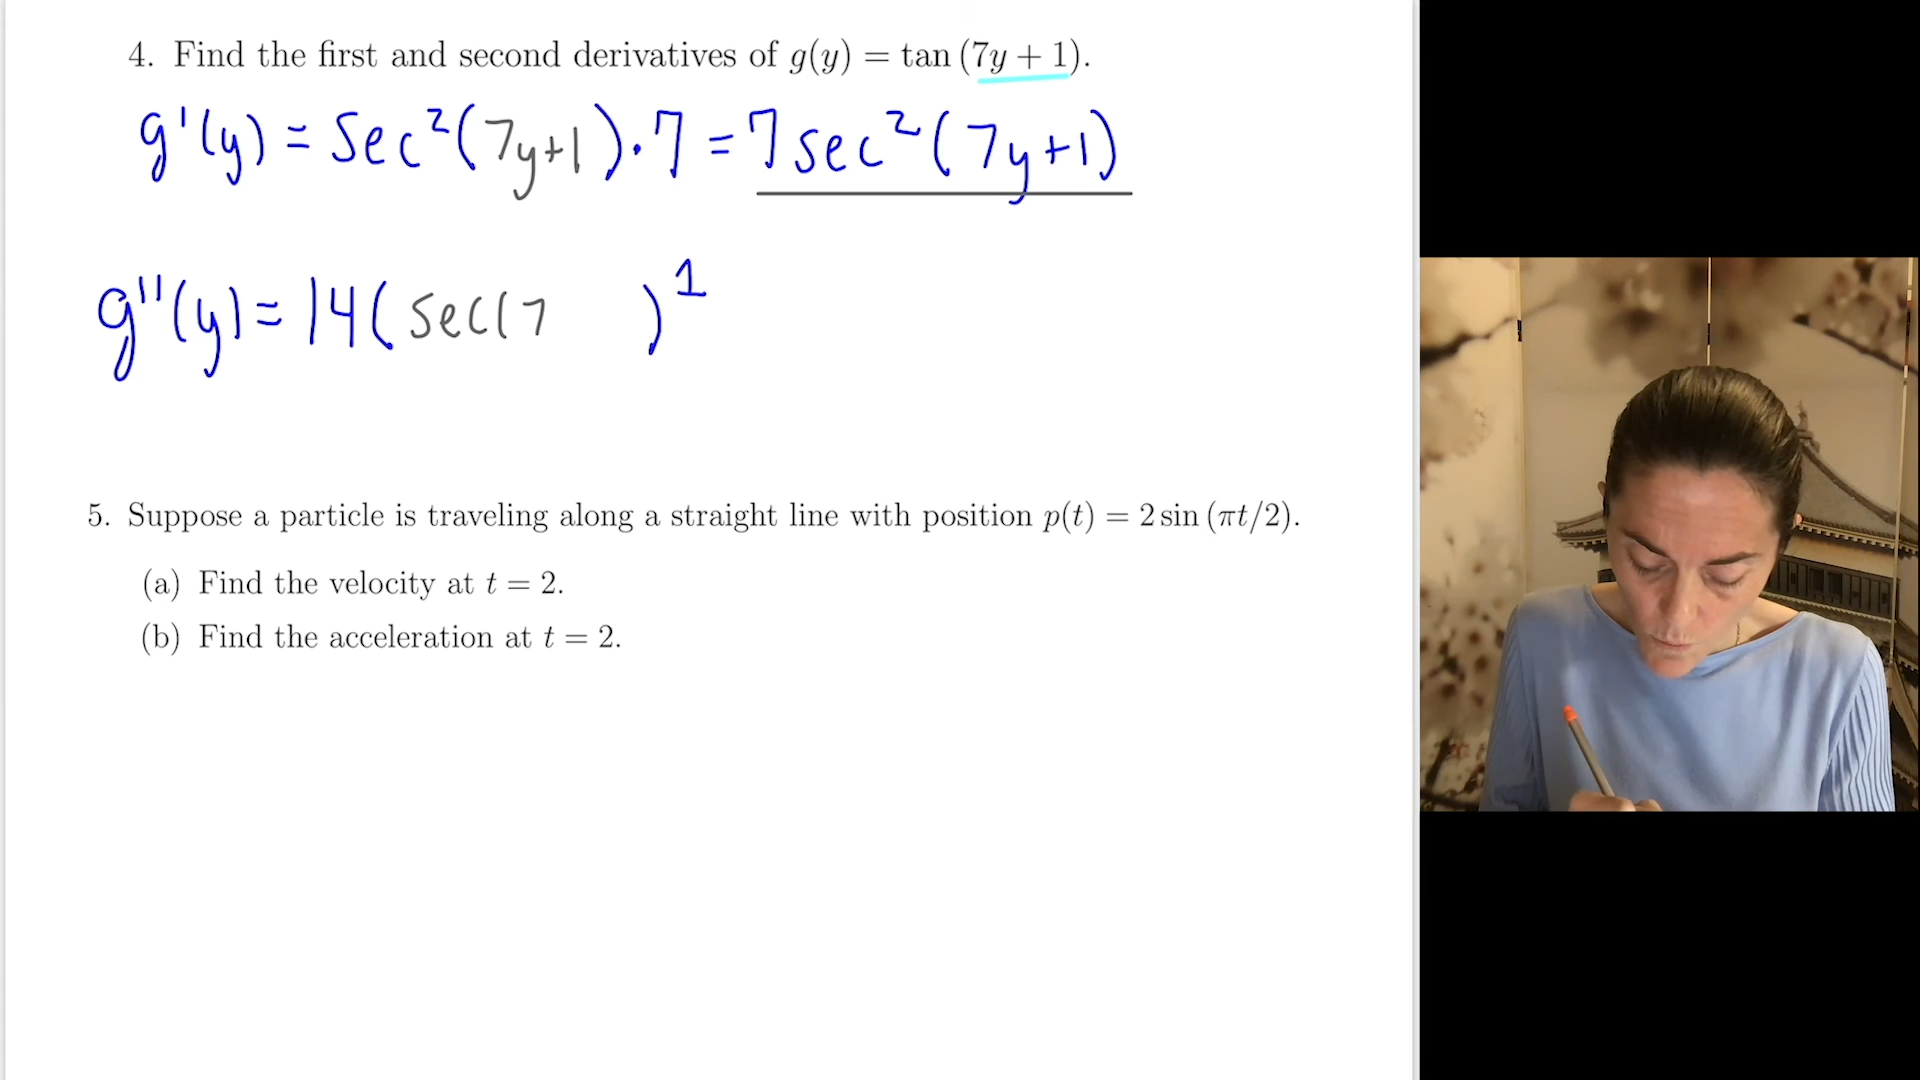 4. Find the first and second derivatives of g(y) = tan (7y + 1).
g'(y) = Sec²(7y+1)·7 = 7 sec²(7y+1)
g''(y) = 14(sec(7 )¹
5. Suppose a particle is traveling along a straight line with position p(t) = 2 sin (πt/2).
(a) Find the velocity at t = 2.
(b) Find the acceleration at t = 2.